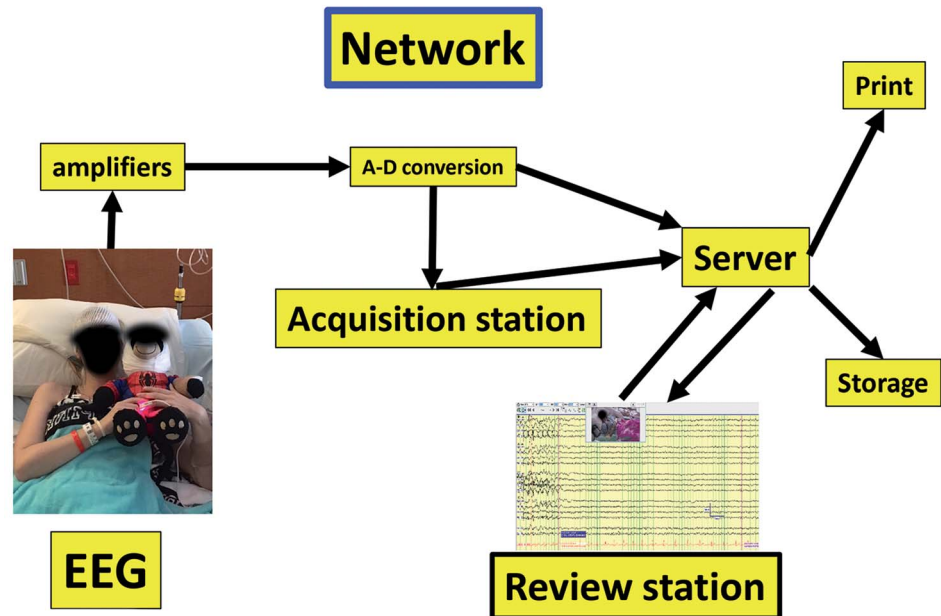 Network
Print
amplifiers
A-D conversion
Server
Acquisition station
Storage
EEG
Review station